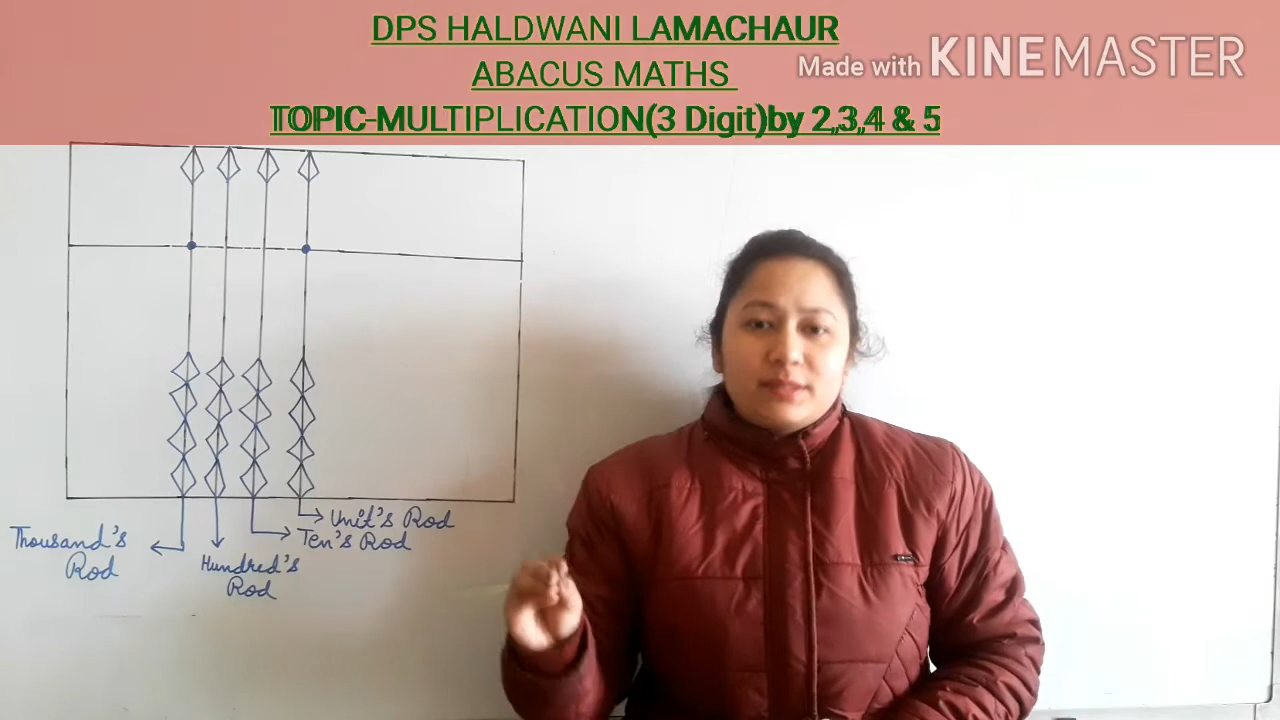 DPS HALDWANI LAMACHAUR
ABACUS MATHS
TOPIC-MULTIPLICATION(3 Digit)by 2,3,4 & 5
Made with KINEMASTER
Unit's Rod
Ten's Rod
Thousand's
Rod
Hundred's
Rod